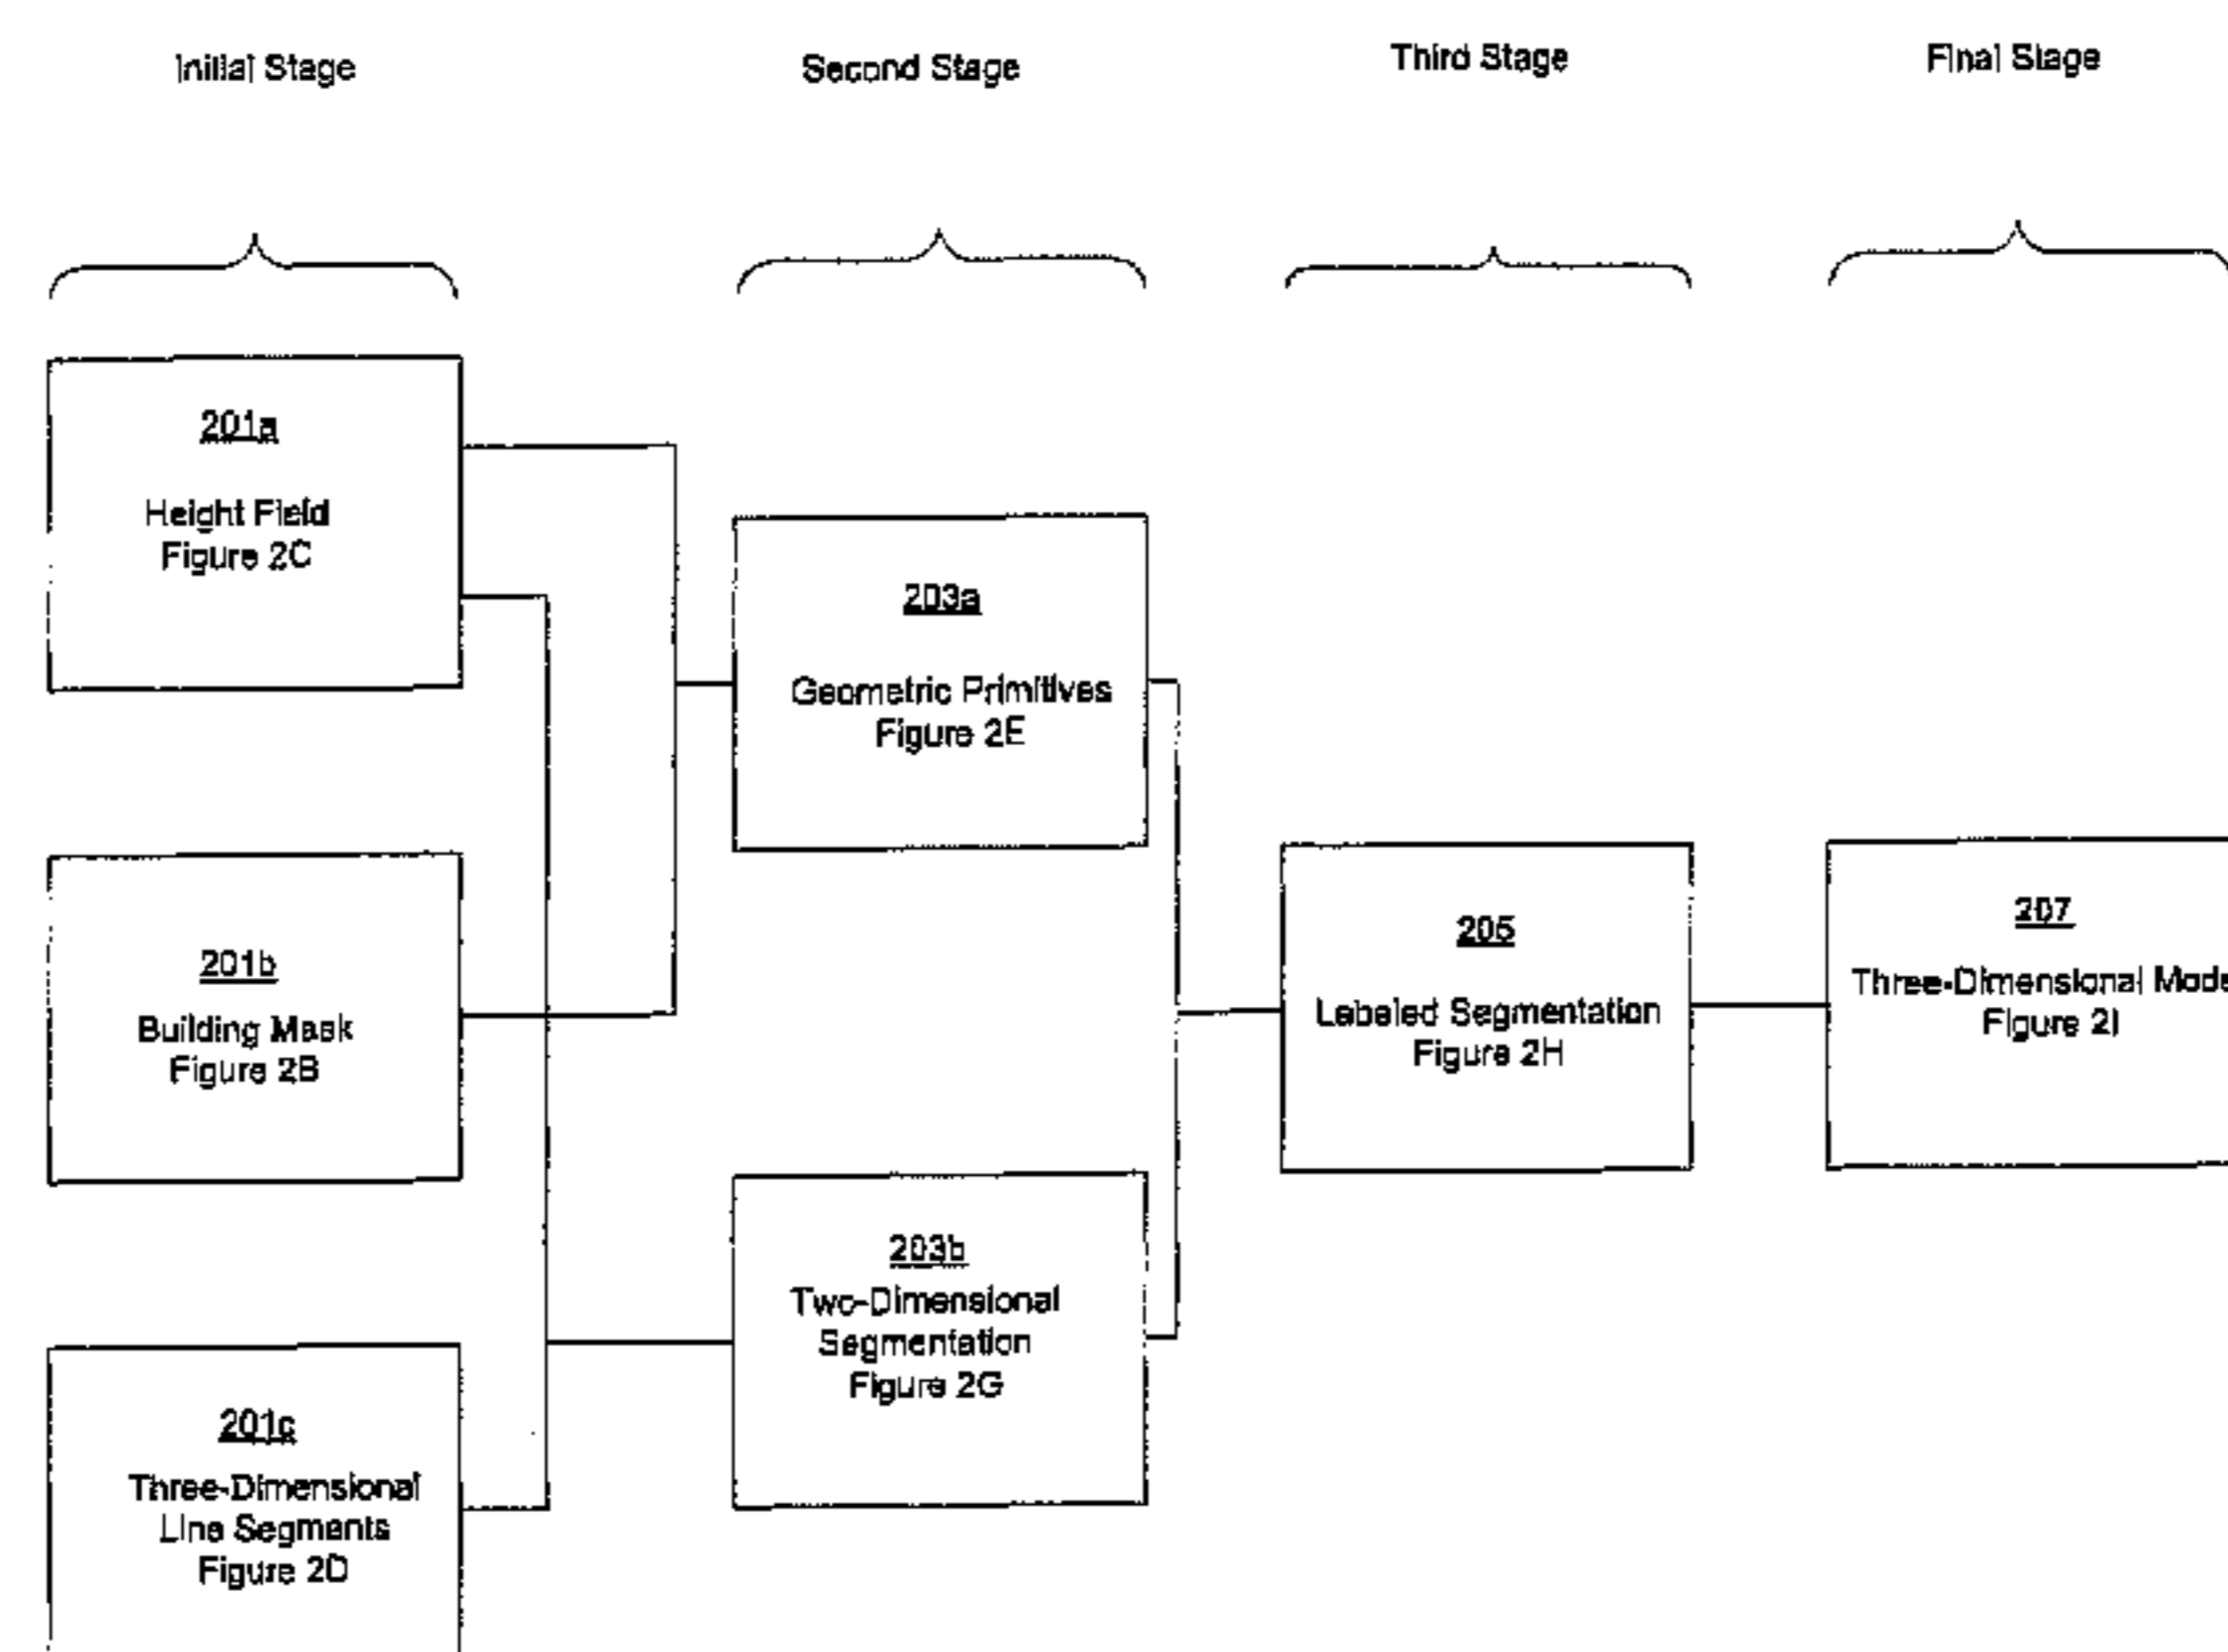 Initial Stage
Second Stage
Third Stage
Final Stage
201a
Height Field
Figure 2C
201b
Building Mask
Figure 2B
201c
Three-Dimensional
Line Segments
Figure 2D
203a
Geometric Primitives
Figure 2E
203b
Two-Dimensional
Segmentation
Figure 2G
205
Labeled Segmentation
Figure 2H
207
Three-Dimensional Mode
Figure 2I